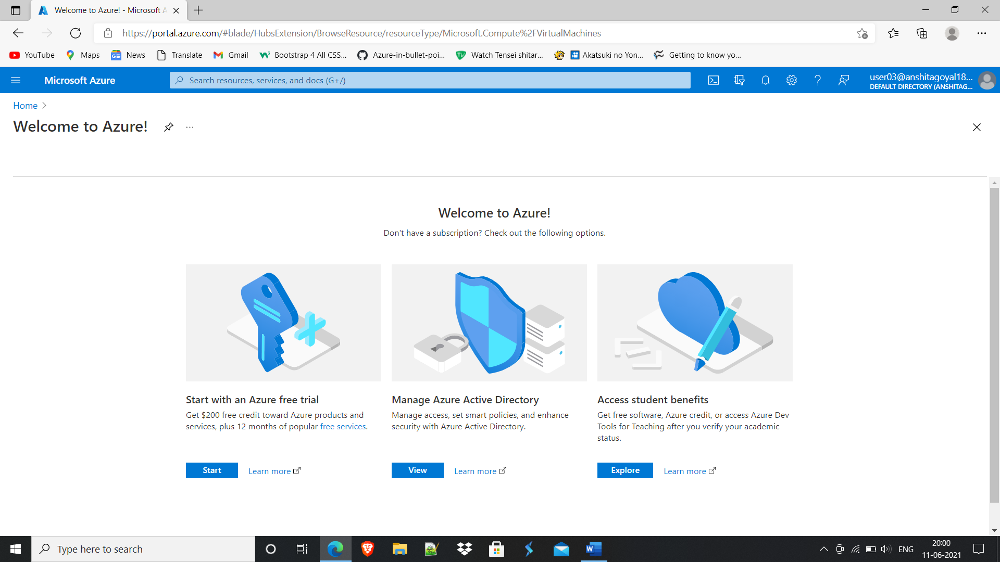 Welcome to Azure! - Microsoft A
https://portal.azure.com/#blade/HubsExtension/BrowseResource/resourceType/Microsoft.Compute%2FVirtualMachines
YouTube Maps News Translate Gmail Bootstrap 4 All CSS... Azure-in-bullet-poi... Watch Tensei shitar... Akatsuki no Yon... Getting to know yo...
Microsoft Azure
Search resources, services, and docs (G+/)
user03@anshitagoyal18...
DEFAULT DIRECTORY (ANSHITAG...
Home
Welcome to Azure!
Welcome to Azure!
Don't have a subscription? Check out the following options.
Start with an Azure free trial
Get $200 free credit toward Azure products and
services, plus 12 months of popular free services.
Start Learn more
Manage Azure Active Directory
Manage access, set smart policies, and enhance
security with Azure Active Directory.
View Learn more
Access student benefits
Get free software, Azure credit, or access Azure Dev
Tools for Teaching after you verify your academic
status.
Explore Learn more
Type here to search
ENG
20:00
11-06-2021